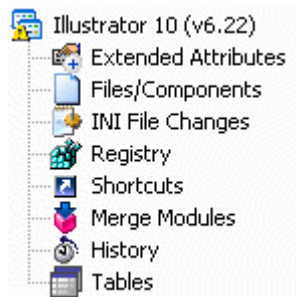 Illustrator 10 (v6.22)
Extended Attributes
Files/Components
INI File Changes
Registry
Shortcuts
Merge Modules
History
Tables